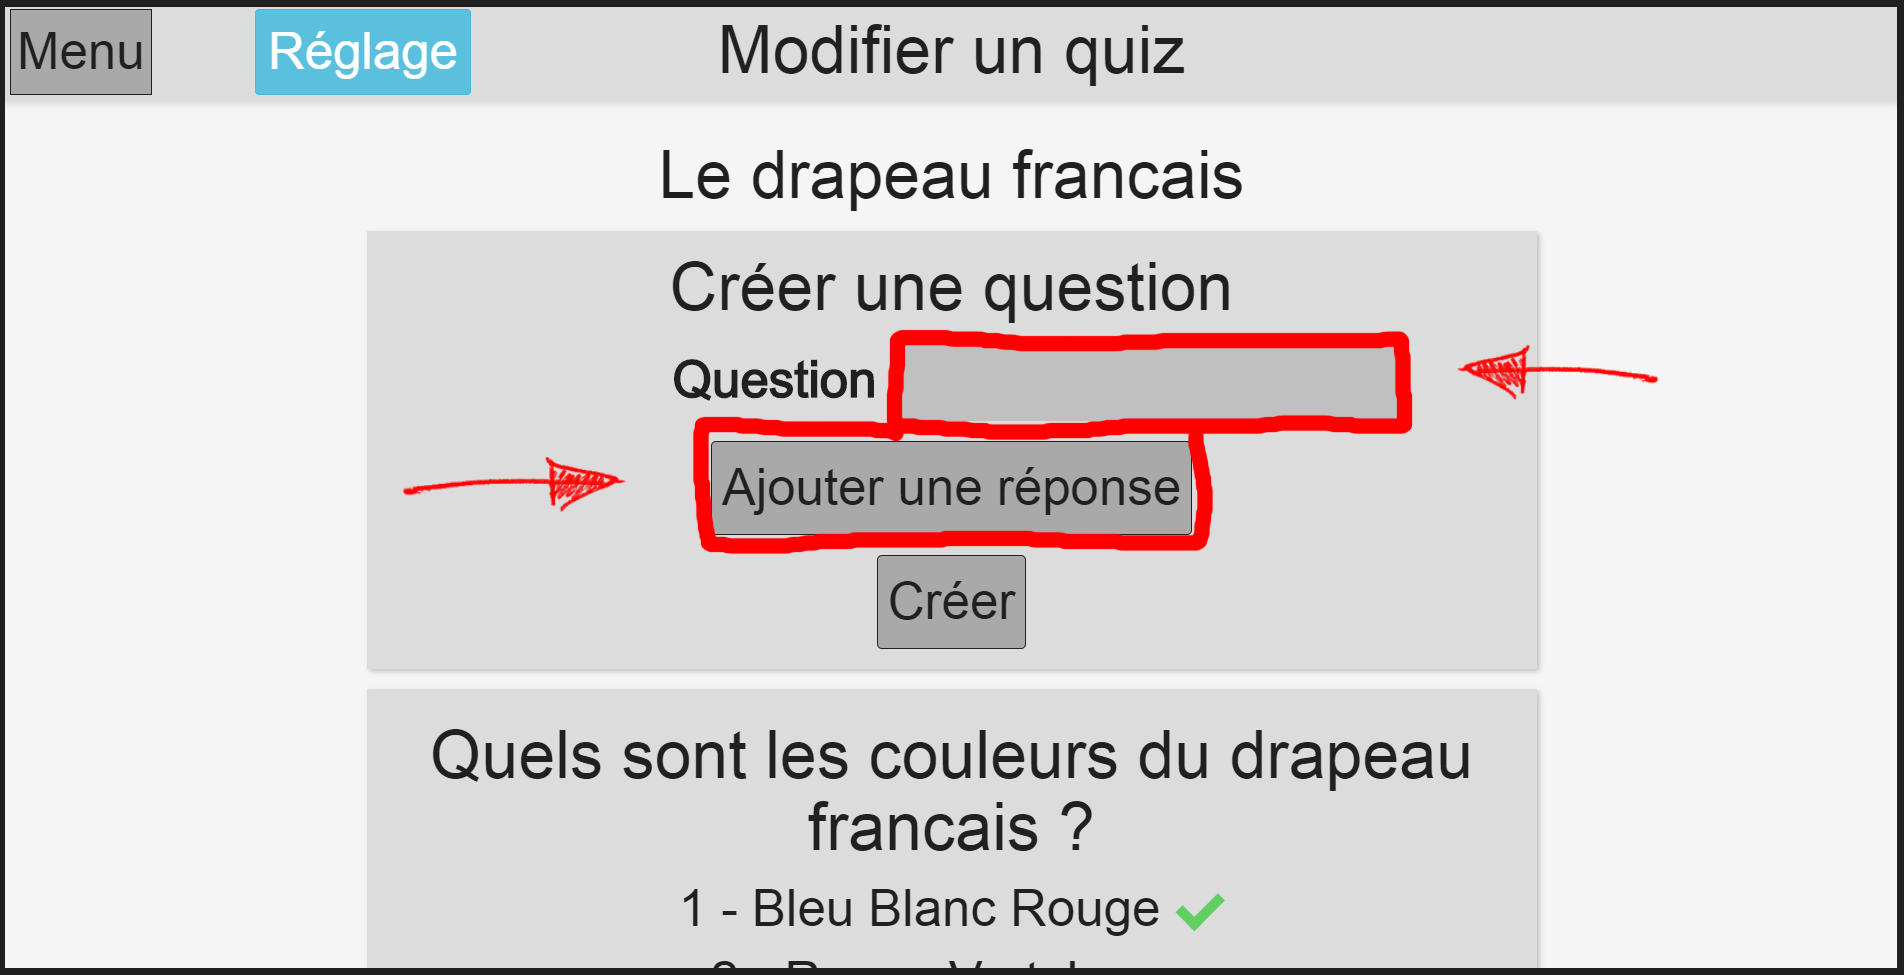 Menu
Réglage
Modifier un quiz
Le drapeau francais
Créer une question
Question
Ajouter une réponse
Créer
Quels sont les couleurs du drapeau
francais ?
1 - Bleu Blanc Rouge